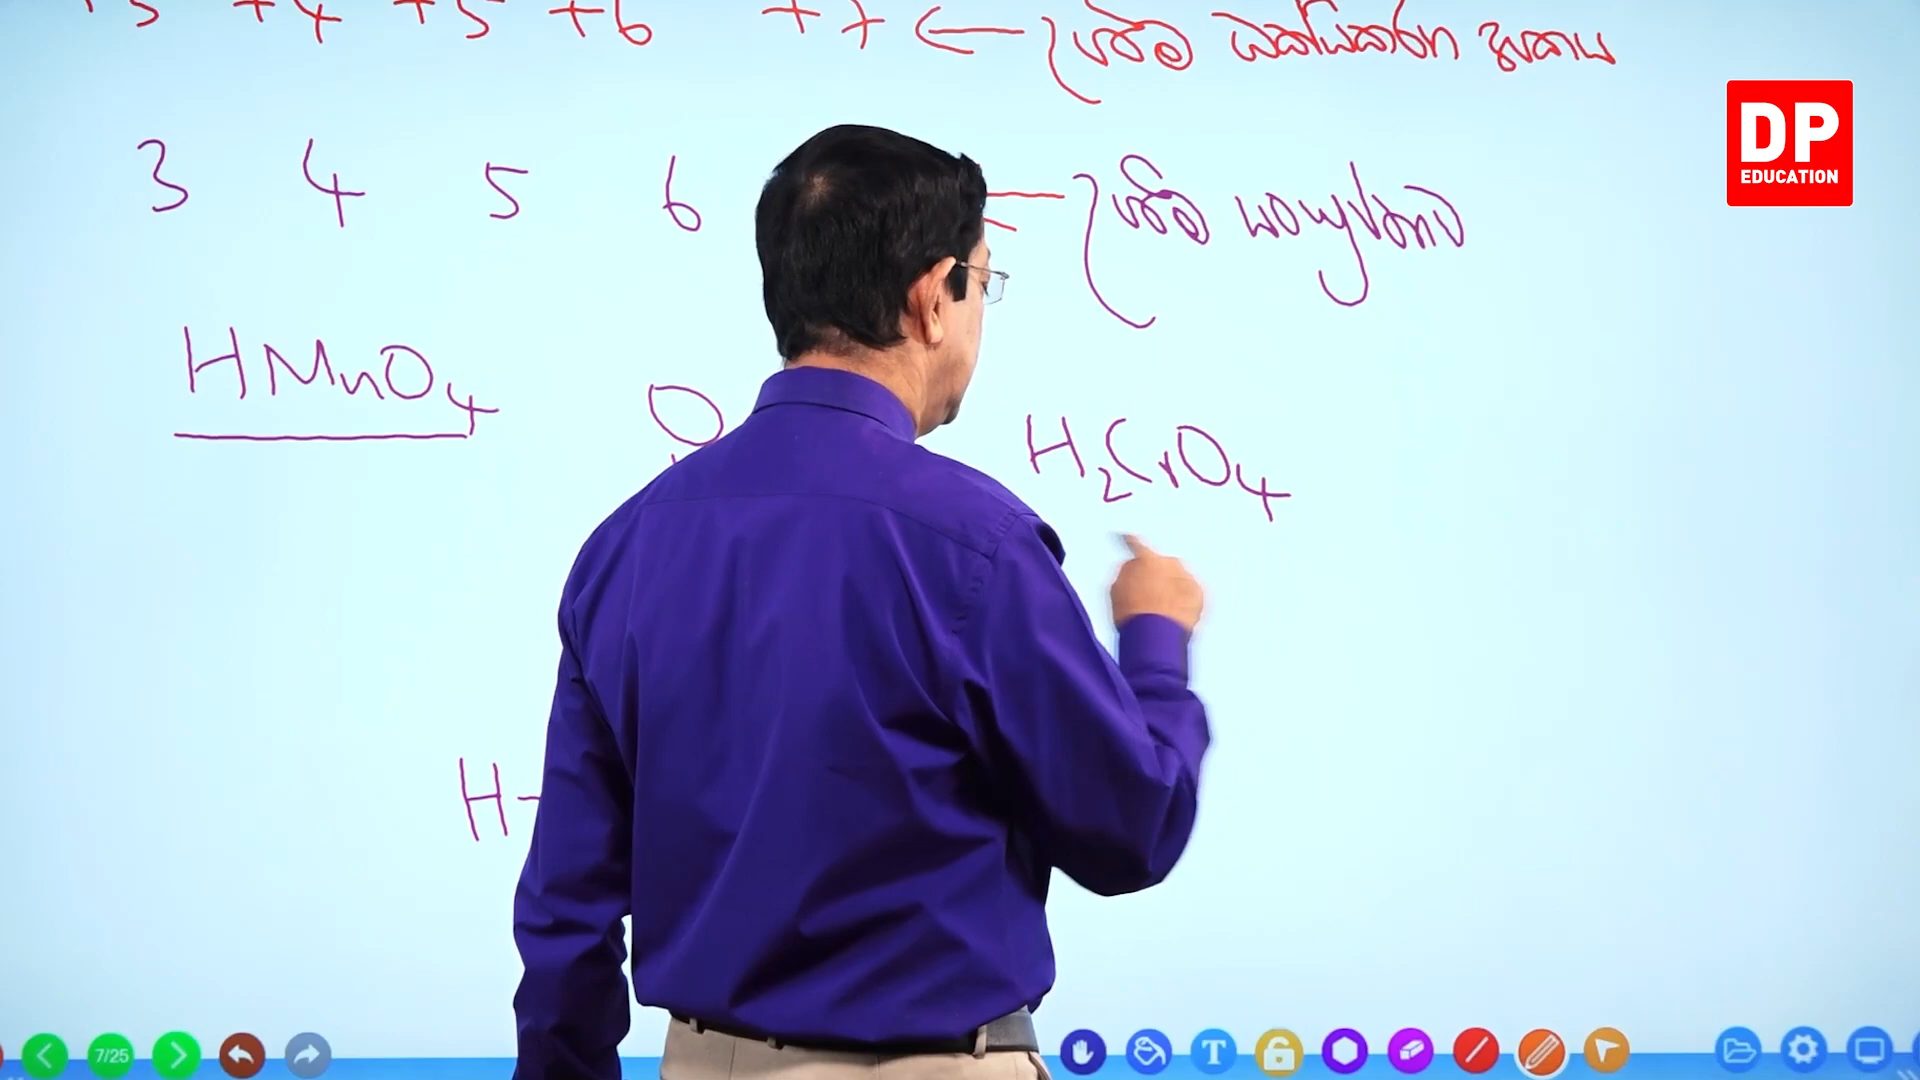 +3 +4 +5 +6 +7 ← උපරිම ඔක්සිකරණ අංකය
DP
EDUCATION
3 4 5 6 ← උපරිම සංයුජතාව
HMnO₄
O
H₂CrO₄
H-
7/25
T